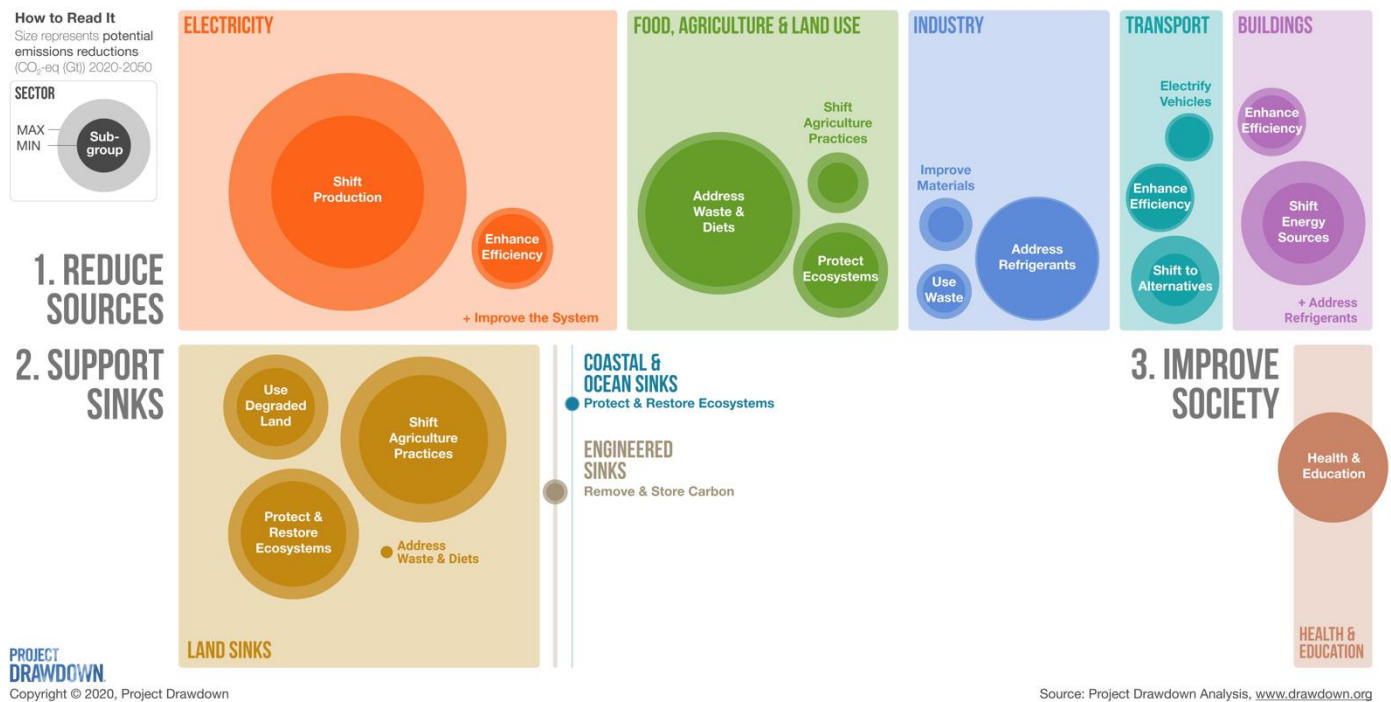 How to Read It
Size represents potential
emissions reductions
(CO₂-eq (Gt)) 2020-2050
SECTOR
MAX
MIN
Sub-
group
1. REDUCE
SOURCES
ELECTRICITY
Shift
Production
Enhance
Efficiency
+ Improve the System
FOOD, AGRICULTURE & LAND USE
Address
Waste &
Diets
Shift
Agriculture
Practices
Protect
Ecosystems
INDUSTRY
Improve
Materials
Use
Waste
Address
Refrigerants
TRANSPORT
Electrify
Vehicles
Enhance
Efficiency
Shift to
Alternatives
BUILDINGS
Enhance
Efficiency
Shift
Energy
Sources
+ Address
Refrigerants
2. SUPPORT
SINKS
Use
Degraded
Land
Shift
Agriculture
Practices
Protect &
Restore
Ecosystems
Address
Waste & Diets
LAND SINKS
COASTAL &
OCEAN SINKS
Protect & Restore Ecosystems
ENGINEERED
SINKS
Remove & Store Carbon
3. IMPROVE
SOCIETY
Health &
Education
HEALTH &
EDUCATION
PROJECT
DRAWDOWN.
Copyright © 2020, Project Drawdown
Source: Project Drawdown Analysis, www.drawdown.org